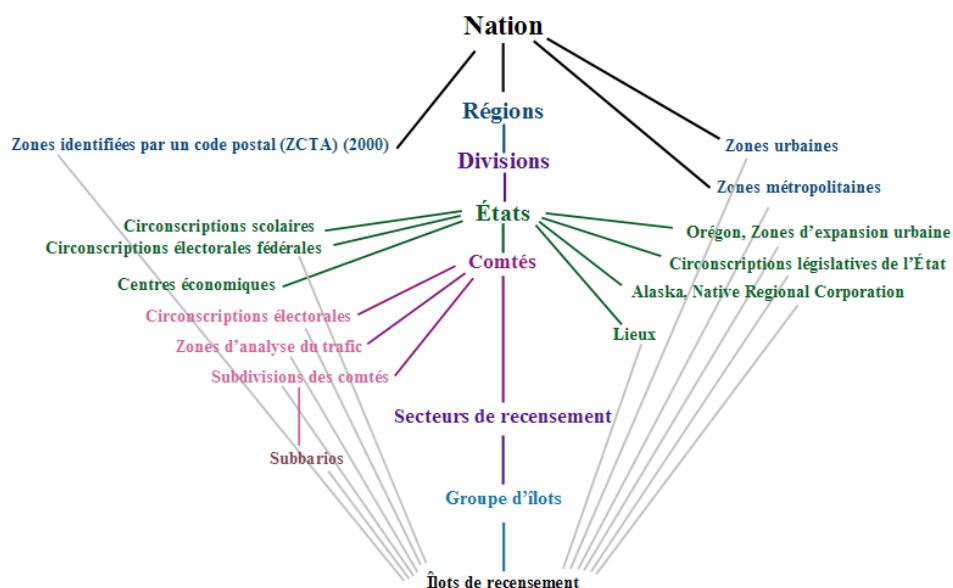 Nation
Régions
Zones identifiées par un code postal (ZCTA) (2000)
Zones urbaines
Divisions
Zones métropolitaines
États
Circonscriptions scolaires
Orégon, Zones d’expansion urbaine
Circonscriptions électorales fédérales
Comtés
Circonscriptions législatives de l’État
Centres économiques
Alaska, Native Regional Corporation
Circonscriptions électorales
Lieux
Zones d’analyse du trafic
Subdivisions des comtés
Secteurs de recensement
Subbarios
Groupe d’îlots
Îlots de recensement